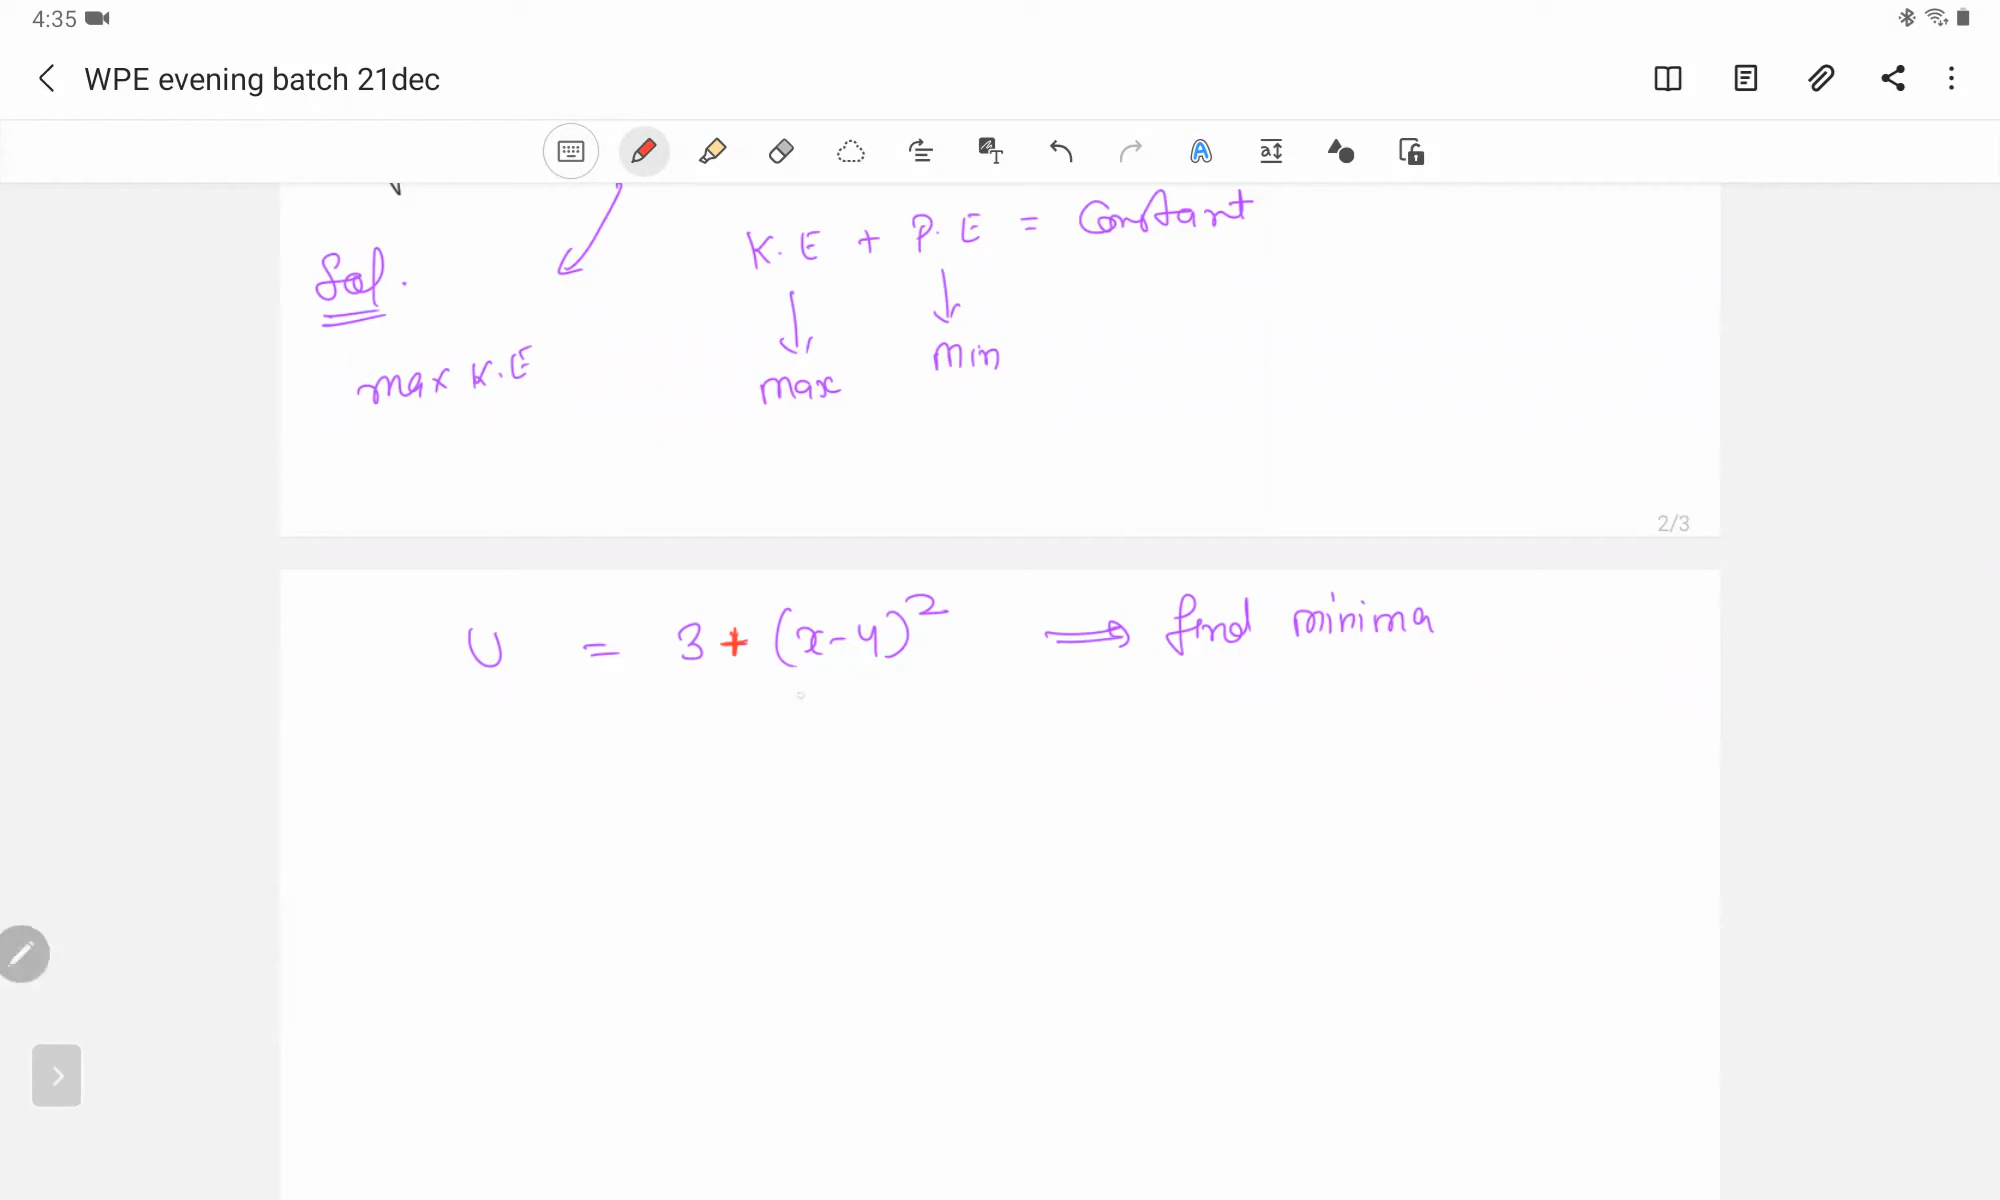 4:35
WPE evening batch 21dec
K.E + P.E = Constant
Sol.
max K.E
max
min
2/3
U = 3 + (x-4)² ⟹ find minima